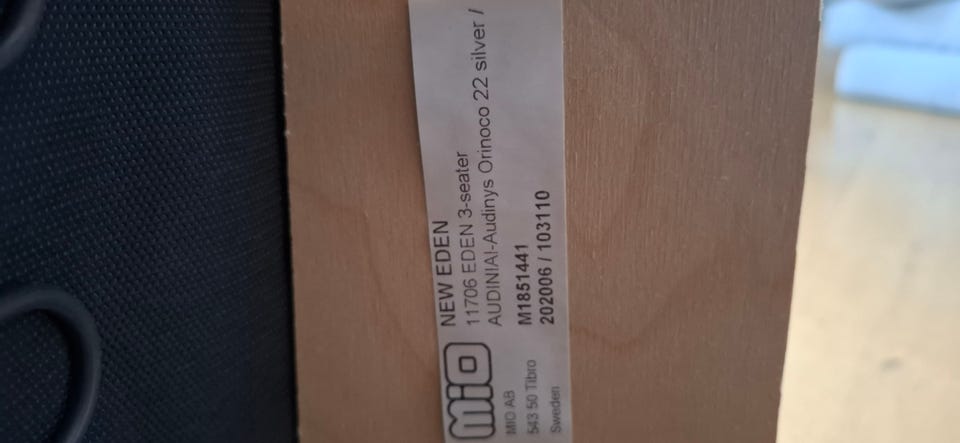 mio
MIO AB
543 50 Tibro
Sweden
NEW EDEN
11706 EDEN 3-seater
AUDINIAI-Audinys Orinoco 22 silver /
M1851441
202006 / 103110